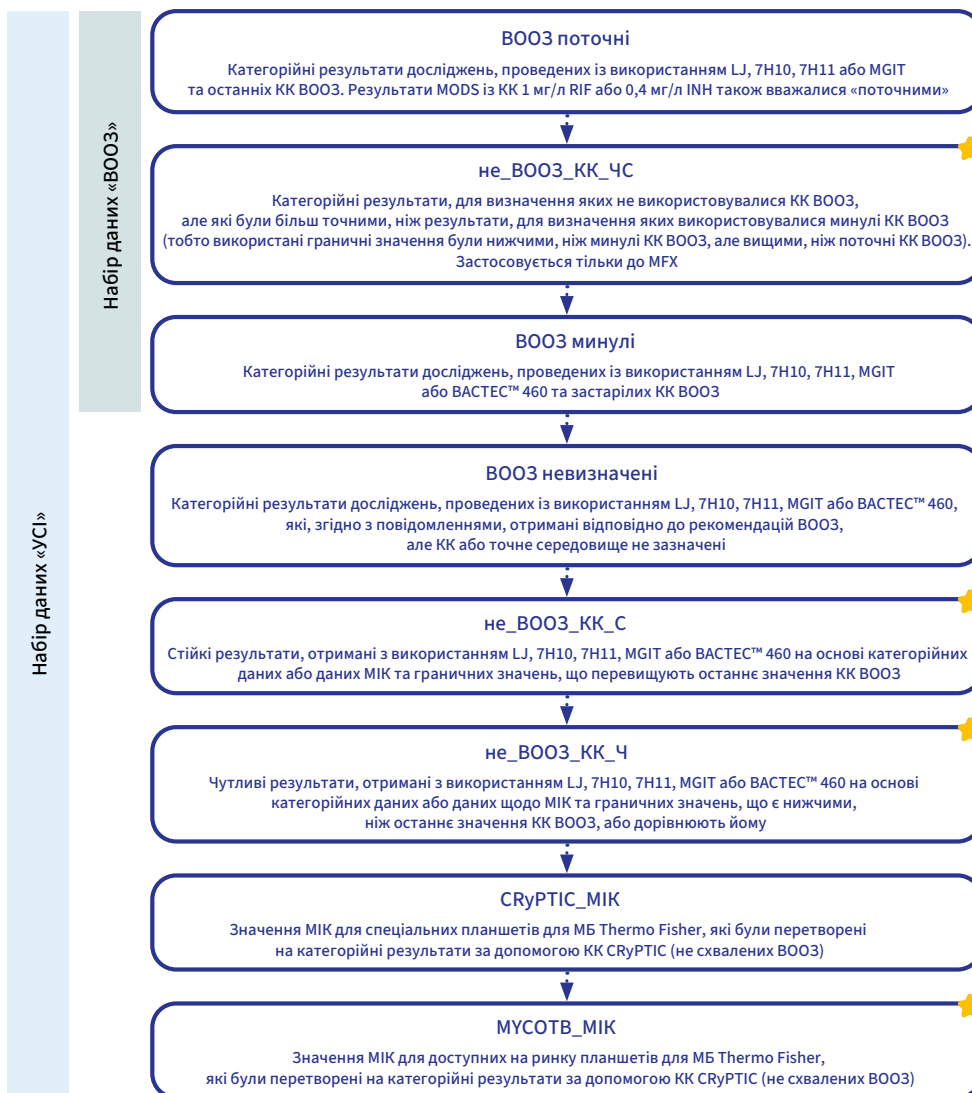 Набір даних «УСІ»
Набір даних «ВООЗ»
ВООЗ поточні
Категорійні результати досліджень, проведених із використанням LJ, 7H10, 7H11 або MGIT
та останніх КК ВООЗ. Результати MODS із КК 1 мг/л RIF або 0,4 мг/л INH також вважалися «поточними»
не_ВООЗ_КК_ЧС
Категорійні результати, для визначення яких не використовувалися КК ВООЗ,
але які були більш точними, ніж результати, для визначення яких використовувалися минулі КК ВООЗ
(тобто використані граничні значення були нижчими, ніж минулі КК ВООЗ, але вищими, ніж поточні КК ВООЗ).
Застосовується тільки до MFX
ВООЗ минулі
Категорійні результати досліджень, проведених із використанням LJ, 7H10, 7H11, MGIT
або BACTEC™ 460 та застарілих КК ВООЗ
ВООЗ невизначені
Категорійні результати досліджень, проведених із використанням LJ, 7H10, 7H11, MGIT або BACTEC™ 460,
які, згідно з повідомленнями, отримані відповідно до рекомендацій ВООЗ,
але КК або точне середовище не зазначені
не_ВООЗ_КК_С
Стійкі результати, отримані з використанням LJ, 7H10, 7H11, MGIT або BACTEC™ 460 на основі категорійних
даних або даних МІК та граничних значень, що перевищують останнє значення КК ВООЗ
не_ВООЗ_КК_Ч
Чутливі результати, отримані з використанням LJ, 7H10, 7H11, MGIT або BACTEC™ 460 на основі
категорійних даних або даних щодо МІК та граничних значень, що є нижчими,
ніж останнє значення КК ВООЗ, або дорівнюють йому
CRyPTIC_МІК
Значення МІК для спеціальних планшетів для МБ Thermo Fisher, які були перетворені
на категорійні результати за допомогою КК CRyPTIC (не схвалених ВООЗ)
MYCOTB_МІК
Значення МІК для доступних на ринку планшетів для МБ Thermo Fisher,
які були перетворені на категорійні результати за допомогою КК CRyPTIC (не схвалених ВООЗ)